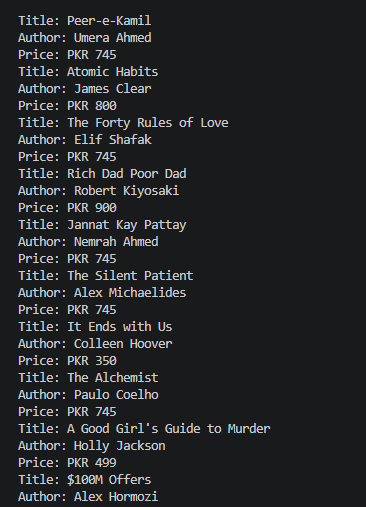 Title: Peer-e-Kamil
Author: Umera Ahmed
Price: PKR 745
Title: Atomic Habits
Author: James Clear
Price: PKR 800
Title: The Forty Rules of Love
Author: Elif Shafak
Price: PKR 745
Title: Rich Dad Poor Dad
Author: Robert Kiyosaki
Price: PKR 900
Title: Jannat Kay Pattay
Author: Nemrah Ahmed
Price: PKR 745
Title: The Silent Patient
Author: Alex Michaelides
Price: PKR 745
Title: It Ends with Us
Author: Colleen Hoover
Price: PKR 350
Title: The Alchemist
Author: Paulo Coelho
Price: PKR 745
Title: A Good Girl's Guide to Murder
Author: Holly Jackson
Price: PKR 499
Title: $100M Offers
Author: Alex Hormozi